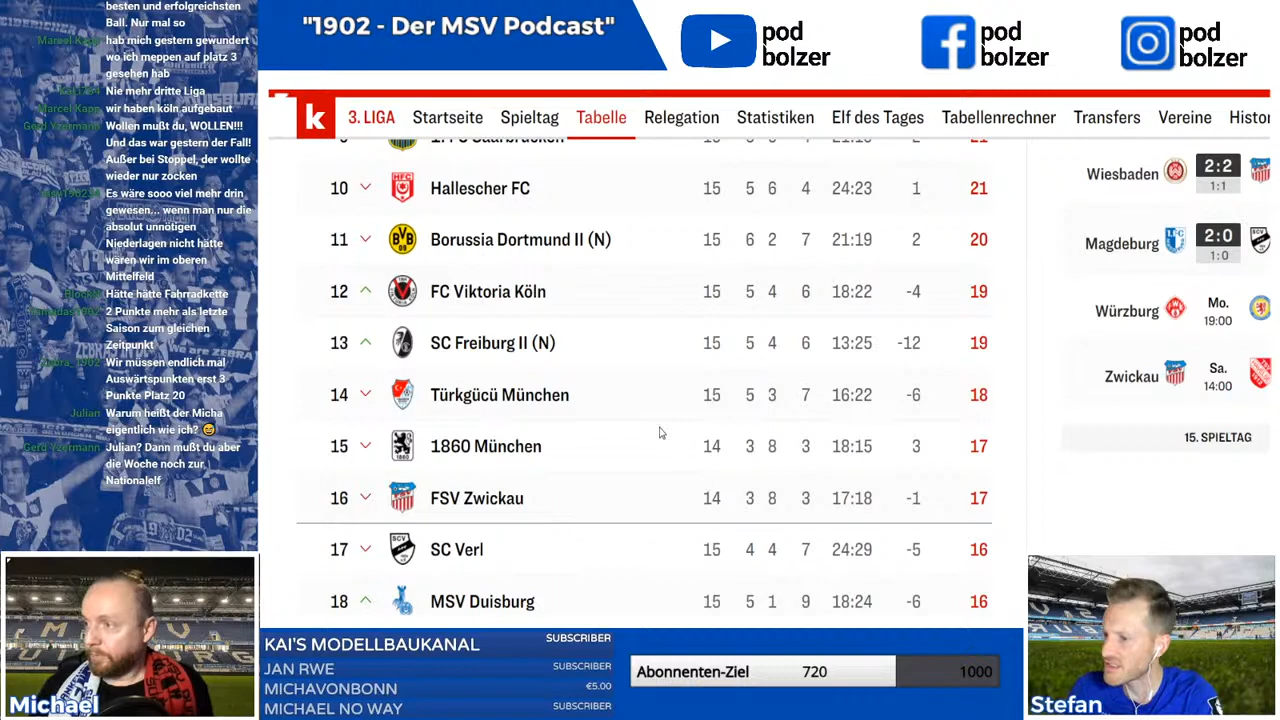 besten und erfolgreichsten
Ball. Nur mal so
Marcel Kapp hab mich gestern gewundert
wo ich meppen auf platz 3
gesehen hab
Nie mehr dritte Liga
Marcel Kapp wir haben köln aufgebaut
Gerd Yzermann Wollen mußt du, WOLLEN!!!
Und das war gestern der Fall!
Außer bei Stoppel, der wollte
wieder nur zocken
Es wäre sooo viel mehr drin
gewesen... wenn man nur die
absolut unnötigen
Niederlagen nicht hätte
wären wir im oberen
Mittelfeld
Hätte hätte Fahrradkette
2 Punkte mehr als letzte
Saison zum gleichen
Zeitpunkt
Zebra_1902 Wir müssen endlich mal
Auswärtspunkten erst 3
Punkte Platz 20
Julian Warum heißt der Micha
eigentlich wie ich? 😅
Gerd Yzermann Julian? Dann mußt du aber
die Woche noch zur
Nationalelf
"1902 - Der MSV Podcast"
pod
bolzer
pod
bolzer
pod
bolzer
k 3. LIGA Startseite Spieltag Tabelle Relegation Statistiken Elf des Tages Tabellenrechner Transfers Vereine Histor
10 Hallescher FC 15 5 6 4 24:23 1 21
11 Borussia Dortmund II (N) 15 6 2 7 21:19 2 20
12 FC Viktoria Köln 15 5 4 6 18:22 -4 19
13 SC Freiburg II (N) 15 5 4 6 13:25 -12 19
14 Türkgücü München 15 5 3 7 16:22 -6 18
15 1860 München 14 3 8 3 18:15 3 17
16 FSV Zwickau 14 3 8 3 17:18 -1 17
17 SC Verl 15 4 4 7 24:29 -5 16
18 MSV Duisburg 15 5 1 9 18:24 -6 16
Wiesbaden 2:2
1:1
Magdeburg 2:0
1:0
Würzburg Mo.
19:00
Zwickau Sa.
14:00
15. SPIELTAG
Michael
KAI'S MODELLBAUKANAL SUBSCRIBER
JAN RWE SUBSCRIBER
MICHAVONBONN €5.00
MICHAEL NO WAY SUBSCRIBER
Abonnenten-Ziel 720 1000
Stefan